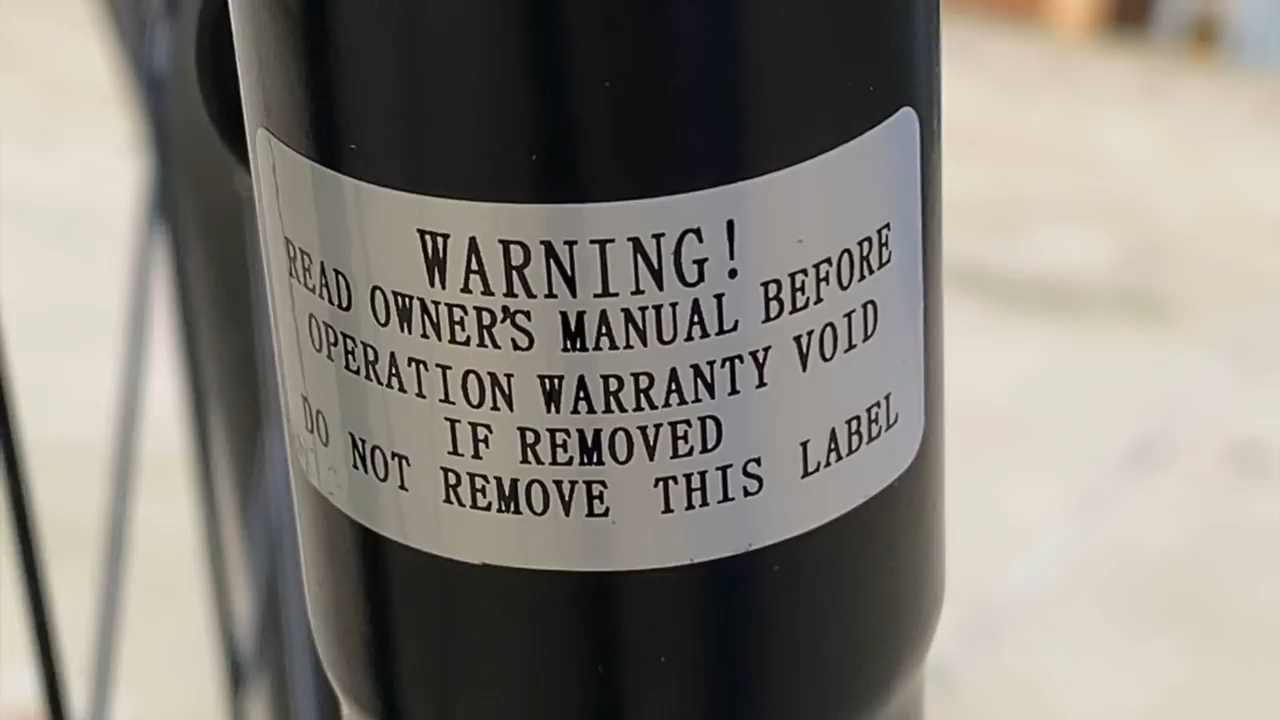 WARNING!
READ OWNER'S MANUAL BEFORE
OPERATION WARRANTY VOID
IF REMOVED
DO NOT REMOVE THIS LABEL